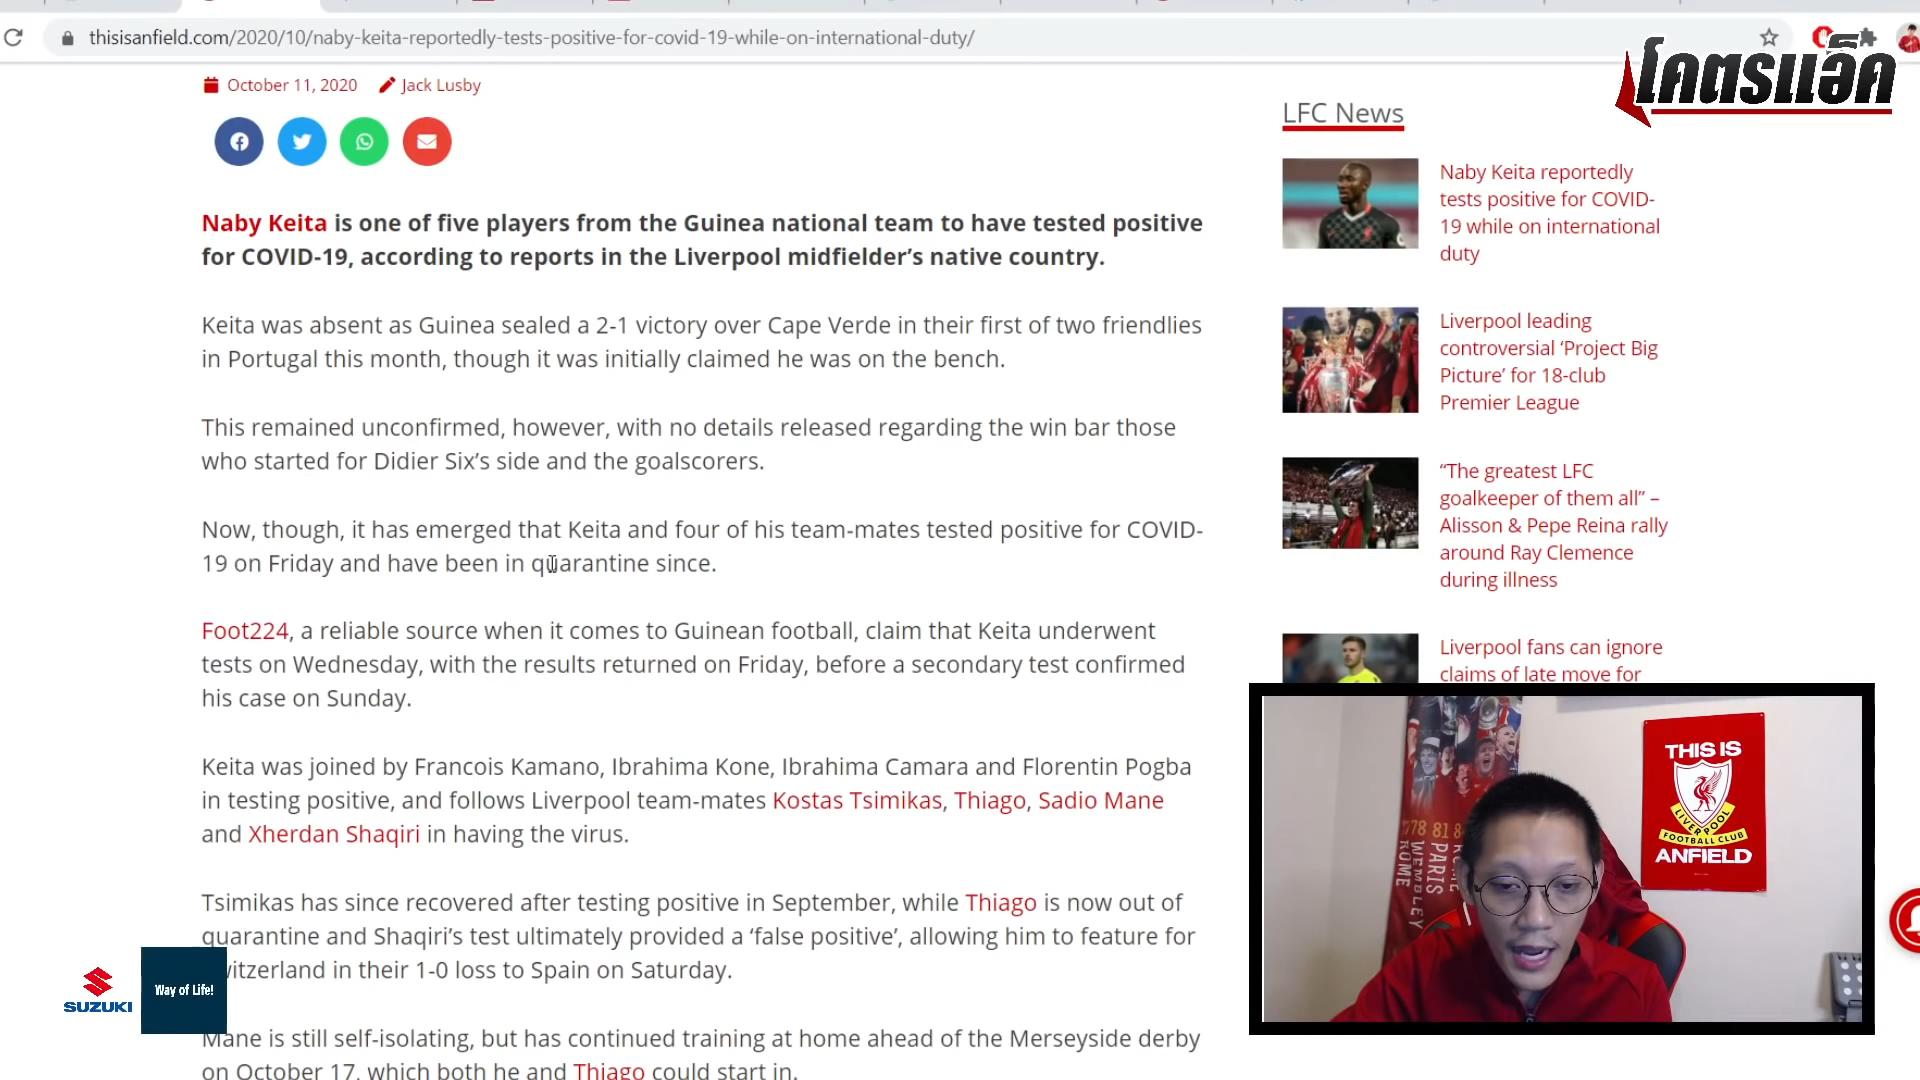 thisisanfield.com/2020/10/naby-keita-reportedly-tests-positive-for-covid-19-while-on-international-duty/
โคตรแอ็ค
October 11, 2020 Jack Lusby
Naby Keita is one of five players from the Guinea national team to have tested positive
for COVID-19, according to reports in the Liverpool midfielder’s native country.
Keita was absent as Guinea sealed a 2-1 victory over Cape Verde in their first of two friendlies
in Portugal this month, though it was initially claimed he was on the bench.
This remained unconfirmed, however, with no details released regarding the win bar those
who started for Didier Six’s side and the goalscorers.
Now, though, it has emerged that Keita and four of his team-mates tested positive for COVID-
19 on Friday and have been in quarantine since.
Foot224, a reliable source when it comes to Guinean football, claim that Keita underwent
tests on Wednesday, with the results returned on Friday, before a secondary test confirmed
his case on Sunday.
Keita was joined by Francois Kamano, Ibrahima Kone, Ibrahima Camara and Florentin Pogba
in testing positive, and follows Liverpool team-mates Kostas Tsimikas, Thiago, Sadio Mane
and Xherdan Shaqiri in having the virus.
Tsimikas has since recovered after testing positive in September, while Thiago is now out of
quarantine and Shaqiri’s test ultimately provided a ‘false positive’, allowing him to feature for
witzerland in their 1-0 loss to Spain on Saturday.
Mane is still self-isolating, but has continued training at home ahead of the Merseyside derby
on October 17, which both he and Thiago could start in.
LFC News
Naby Keita reportedly
tests positive for COVID-
19 while on international
duty
Liverpool leading
controversial ‘Project Big
Picture’ for 18-club
Premier League
“The greatest LFC
goalkeeper of them all” –
Alisson & Pepe Reina rally
around Ray Clemence
during illness
Liverpool fans can ignore
claims of late move for
SUZUKI
Way of Life!
THIS IS
LIVERPOOL
FOOTBALL CLUB
ANFIELD
78 81 8
ROME
WEMBLEY
PARIS